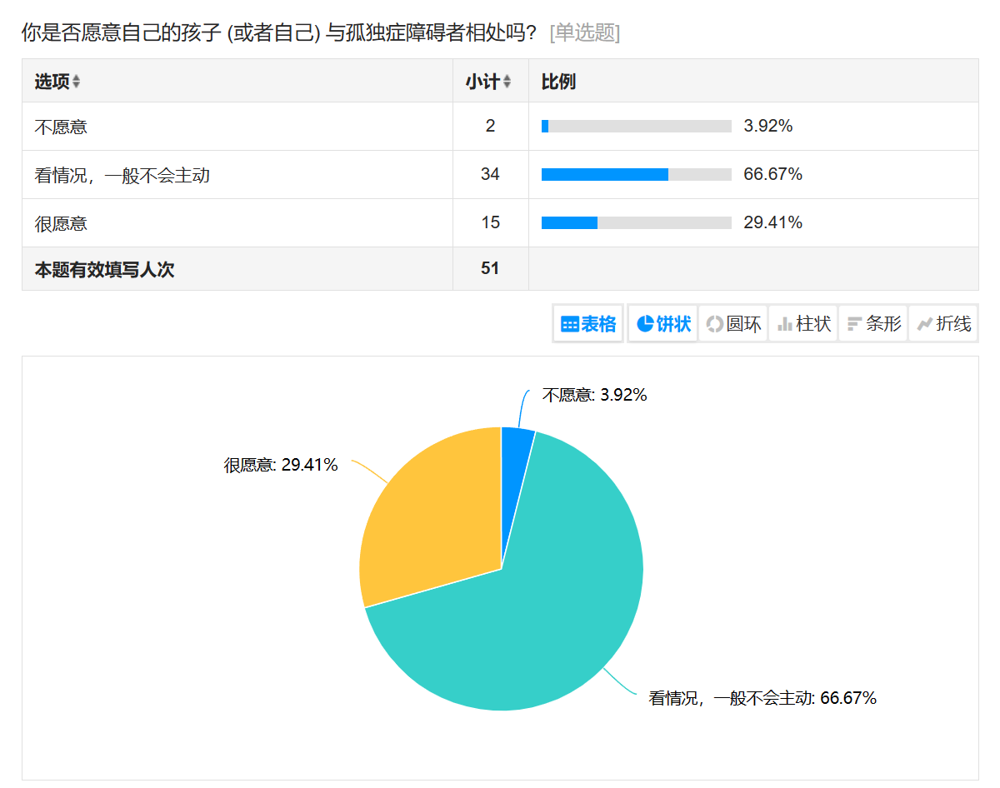 你是否愿意自己的孩子 (或者自己) 与孤独症障碍者相处吗? [单选题]
选项 小计 比例
不愿意 2 3.92%
看情况，一般不会主动 34 66.67%
很愿意 15 29.41%
本题有效填写人次 51
表格 饼状 圆环 柱状 条形 折线
不愿意: 3.92%
很愿意: 29.41%
看情况，一般不会主动: 66.67%